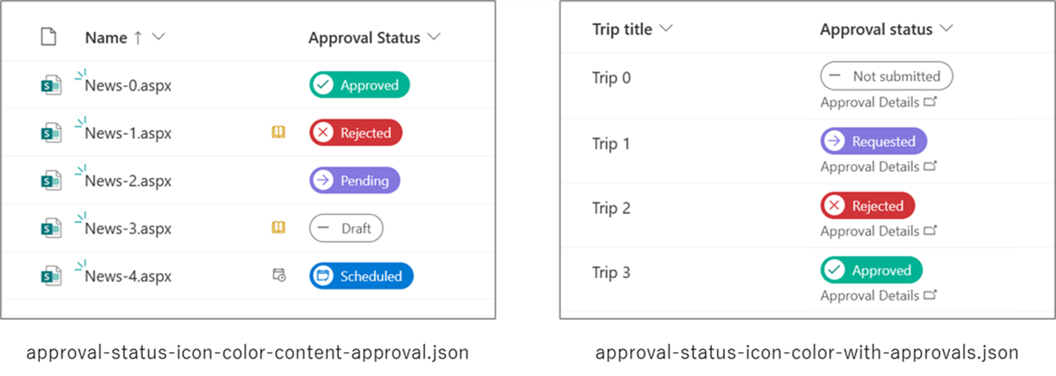 Name Approval Status
News-0.aspx Approved
News-1.aspx Rejected
News-2.aspx Pending
News-3.aspx Draft
News-4.aspx Scheduled
approval-status-icon-color-content-approval.json
Trip title Approval status
Trip 0 Not submitted
Approval Details
Trip 1 Requested
Approval Details
Trip 2 Rejected
Approval Details
Trip 3 Approved
Approval Details
approval-status-icon-color-with-approvals.json